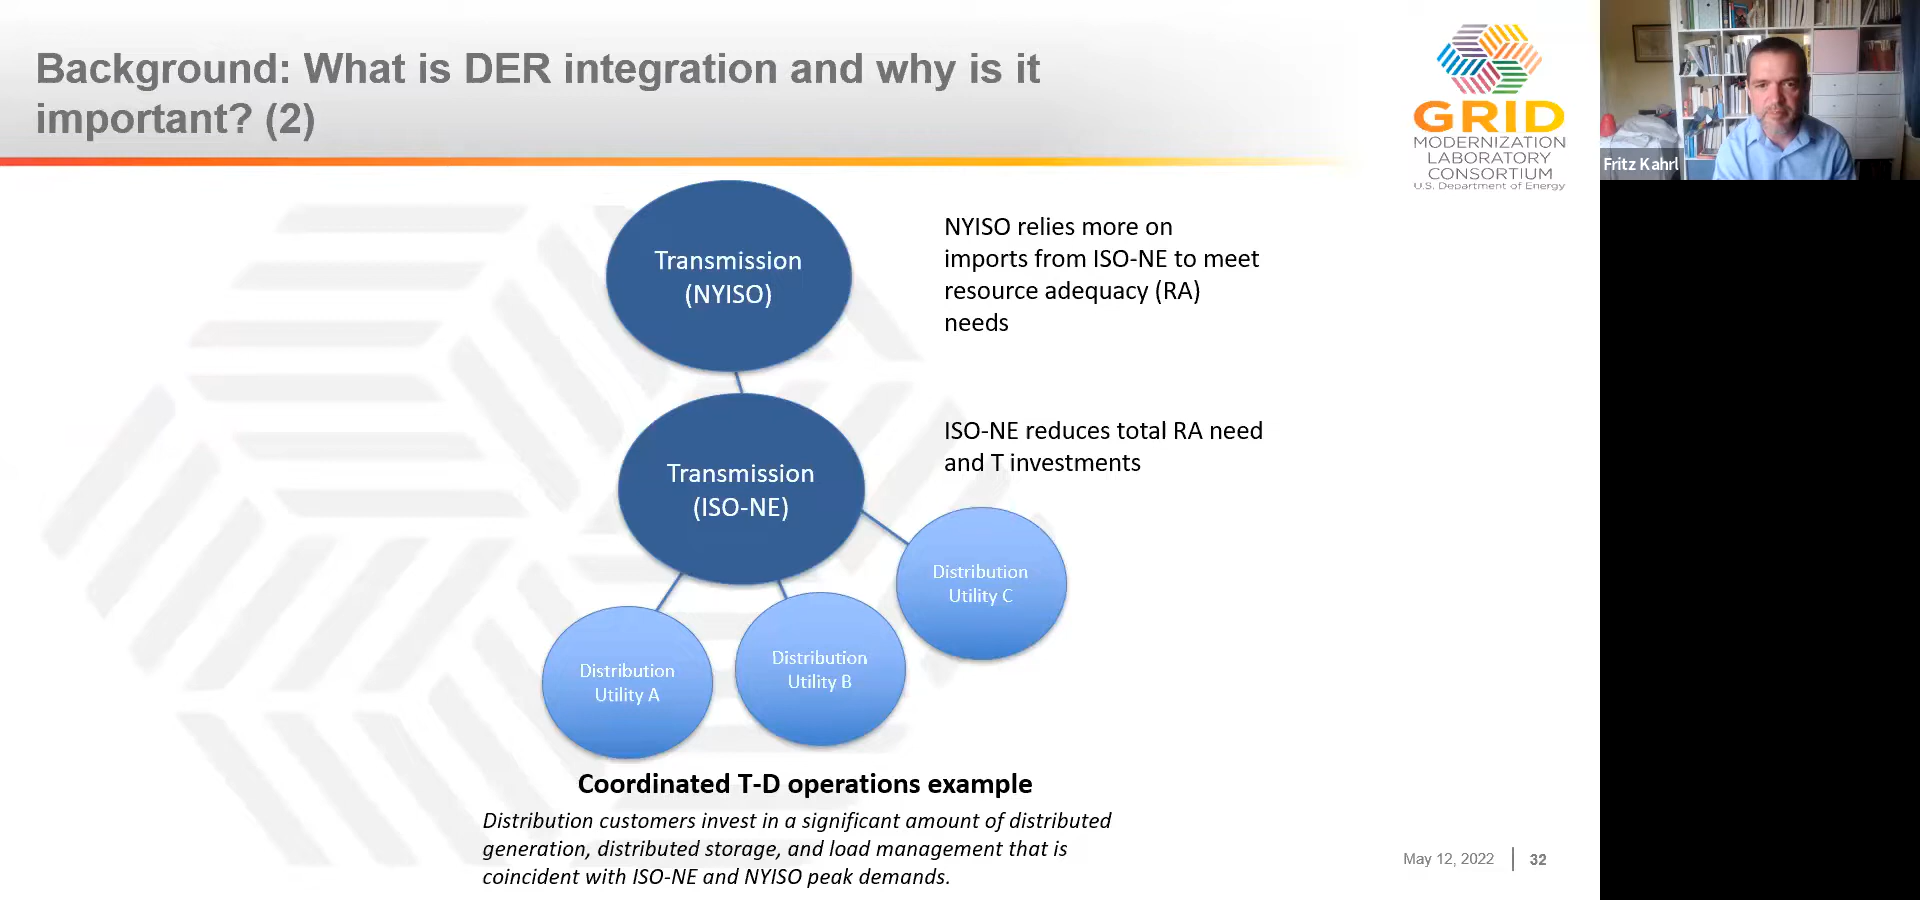 Background: What is DER integration and why is it
important? (2)
GRID
MODERNIZATION
LABORATORY
CONSORTIUM
U.S. Department of Energy
Fritz Kahrl
Transmission
(NYISO)
NYISO relies more on
imports from ISO-NE to meet
resource adequacy (RA)
needs
Transmission
(ISO-NE)
ISO-NE reduces total RA need
and T investments
Distribution
Utility C
Distribution
Utility B
Distribution
Utility A
Coordinated T-D operations example
Distribution customers invest in a significant amount of distributed
generation, distributed storage, and load management that is
coincident with ISO-NE and NYISO peak demands.
May 12, 2022
32